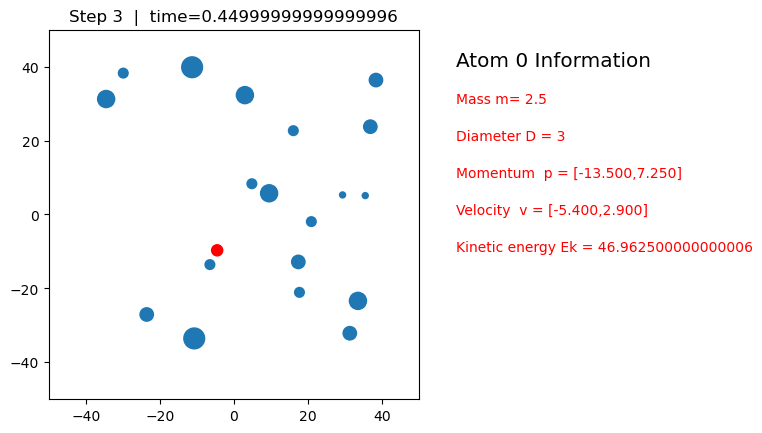 Step 3 | time=0.44999999999999996
Atom 0 Information
Mass m= 2.5
Diameter D = 3
Momentum  p = [-13.500,7.250]
Velocity  v = [-5.400,2.900]
Kinetic energy Ek = 46.962500000000006
40
20
0
−20
−40
−40 −20 0 20 40